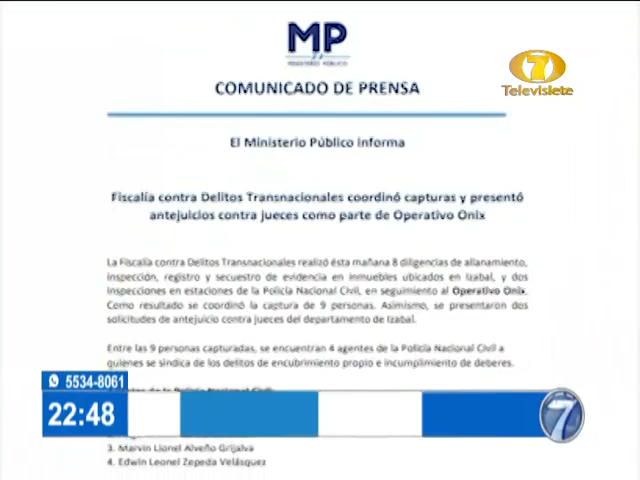 MP
MINISTERIO PÚBLICO
COMUNICADO DE PRENSA
7
Televisiete
El Ministerio Público informa
Fiscalía contra Delitos Transnacionales coordinó capturas y presentó
antejuicios contra jueces como parte de Operativo Onix
La Fiscalía contra Delitos Transnacionales realizó ésta mañana 8 diligencias de allanamiento,
inspección, registro y secuestro de evidencia en inmuebles ubicados en Izabal, y dos
inspecciones en estaciones de la Policía Nacional Civil, en seguimiento al Operativo Onix.
Como resultado se coordinó la captura de 9 personas. Asimismo, se presentaron dos
solicitudes de antejuicio contra jueces del departamento de Izabal.
Entre las 9 personas capturadas, se encuentran 4 agentes de la Policía Nacional Civil a
quienes se sindica de los delitos de encubrimiento propio e incumplimiento de deberes.
5534-8061
de la Policía Nacional Civil:
22:48
7
3. Marvin Lionel Alveño Grijalva
4. Edwin Leonel Zepeda Velásquez